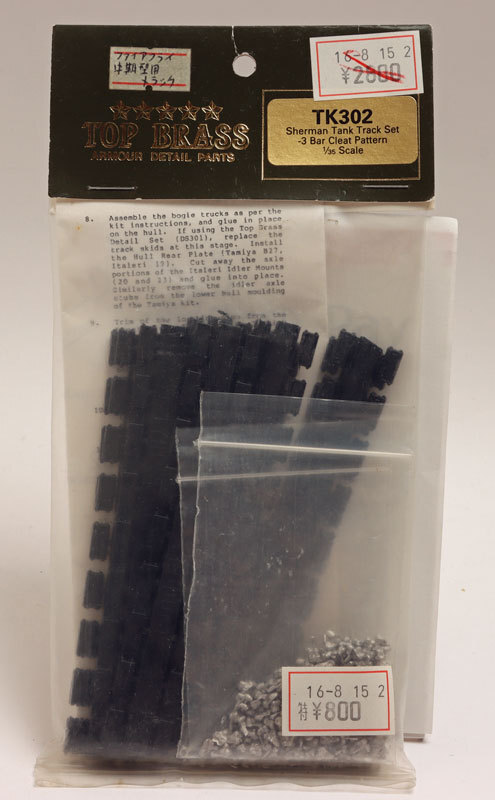 ファイアフライ
中期型用
トラック
16-8 15 2
¥2800
TOP BRASS
ARMOUR DETAIL PARTS
TK302
Sherman Tank Track Set
-3 Bar Cleat Pattern
1/35 Scale
8. Assemble the bogie trucks as per the
kit instructions, and glue in place
on the hull. If using the Top Brass
Detail Set (DS301), replace the
track skids at this stage. Install
the Hull Rear Plate (Tamiya B27,
Italeri 19). Cut away the axle
portions of the Italeri Idler Mounts
(20 and 13) and glue into place.
Similarly remove the idler axle
stubs from the lower hull moulding
of the Tamiya kit.
9. Trim
from the
16-8 15 2
特付 ¥800